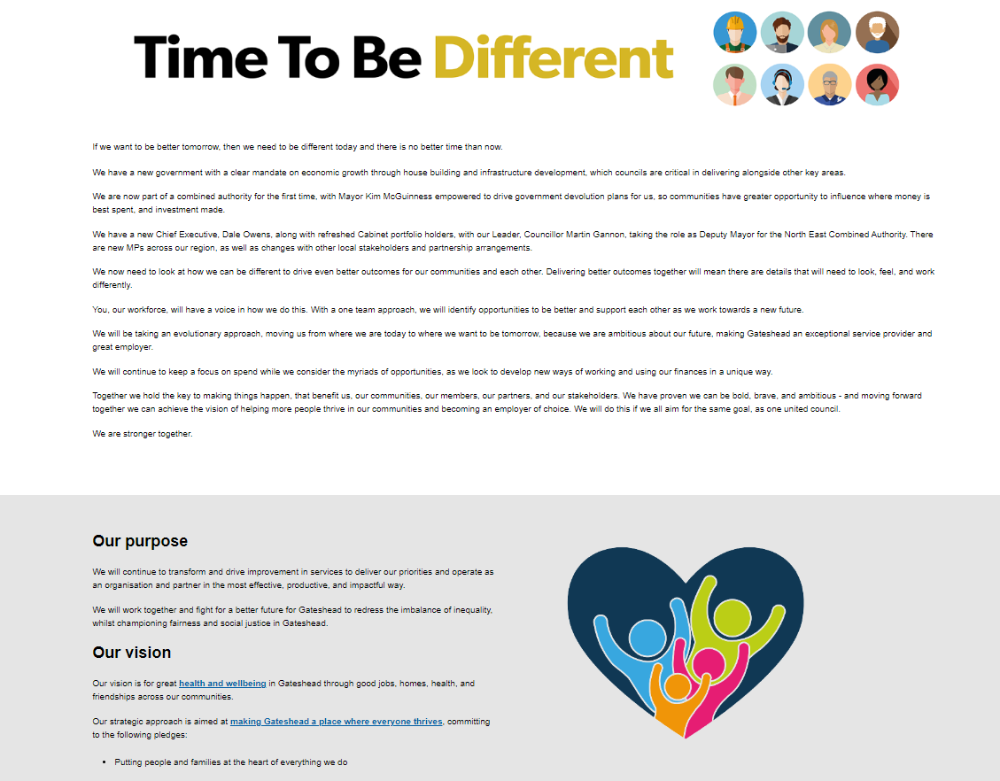 Time To Be Different
If we want to be better tomorrow, then we need to be different today and there is no better time than now.
We have a new government with a clear mandate on economic growth through house building and infrastructure development, which councils are critical in delivering alongside other key areas.
We are now part of a combined authority for the first time, with Mayor Kim McGuinness empowered to drive government devolution plans for us, so communities have greater opportunity to influence where money is
best spent, and investment made.
We have a new Chief Executive, Dale Owens, along with refreshed Cabinet portfolio holders, with our Leader, Councillor Martin Gannon, taking the role as Deputy Mayor for the North East Combined Authority. There
are new MPs across our region, as well as changes with other local stakeholders and partnership arrangements.
We now need to look at how we can be different to drive even better outcomes for our communities and each other. Delivering better outcomes together will mean there are details that will need to look, feel, and work
differently.
You, our workforce, will have a voice in how we do this. With a one team approach, we will identify opportunities to be better and support each other as we work towards a new future.
We will be taking an evolutionary approach, moving us from where we are today to where we want to be tomorrow, because we are ambitious about our future, making Gateshead an exceptional service provider and
great employer.
We will continue to keep a focus on spend while we consider the myriads of opportunities, as we look to develop new ways of working and using our finances in a unique way.
Together we hold the key to making things happen, that benefit us, our communities, our members, our partners, and our stakeholders. We have proven we can be bold, brave, and ambitious - and moving forward
together we can achieve the vision of helping more people thrive in our communities and becoming an employer of choice. We will do this if we all aim for the same goal, as one united council.
We are stronger together.
Our purpose
We will continue to transform and drive improvement in services to deliver our priorities and operate as
an organisation and partner in the most effective, productive, and impactful way.
We will work together and fight for a better future for Gateshead to redress the imbalance of inequality,
whilst championing fairness and social justice in Gateshead.
Our vision
Our vision is for great health and wellbeing in Gateshead through good jobs, homes, health, and
friendships across our communities.
Our strategic approach is aimed at making Gateshead a place where everyone thrives, committing
to the following pledges:
• Putting people and families at the heart of everything we do